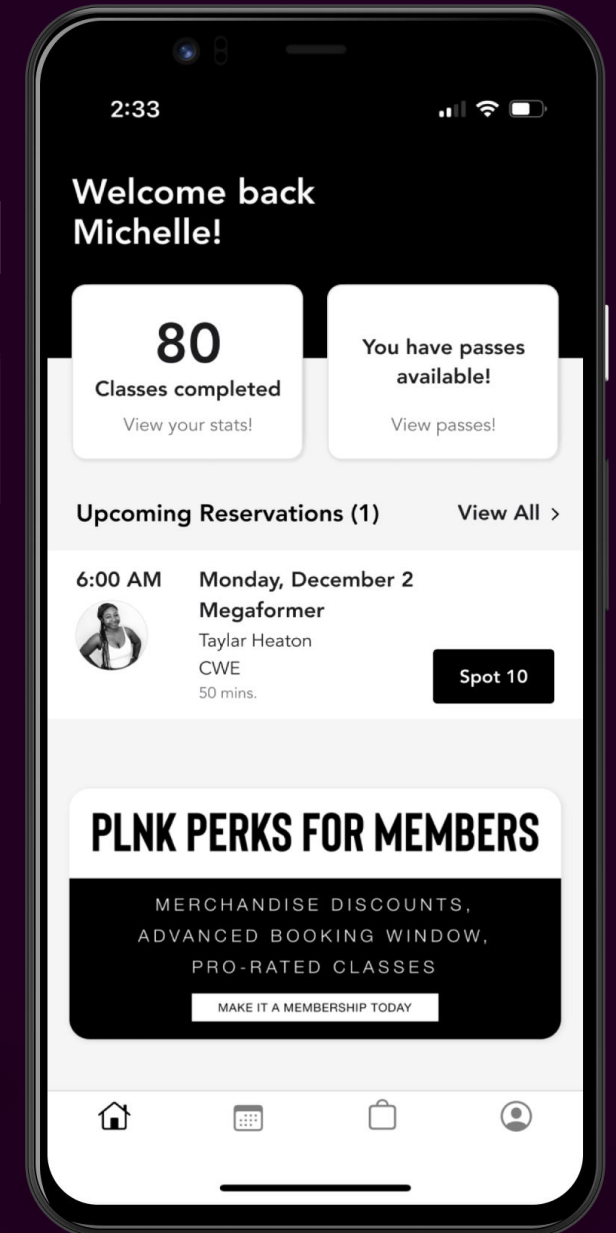 2:33
Welcome back
Michelle!
80
Classes completed
View your stats!
You have passes
available!
View passes!
Upcoming Reservations (1)
View All >
6:00 AM
Monday, December 2
Megaformer
Taylar Heaton
CWE
50 mins.
Spot 10
PLNK PERKS FOR MEMBERS
MERCHANDISE DISCOUNTS,
ADVANCED BOOKING WINDOW,
PRO-RATED CLASSES
MAKE IT A MEMBERSHIP TODAY